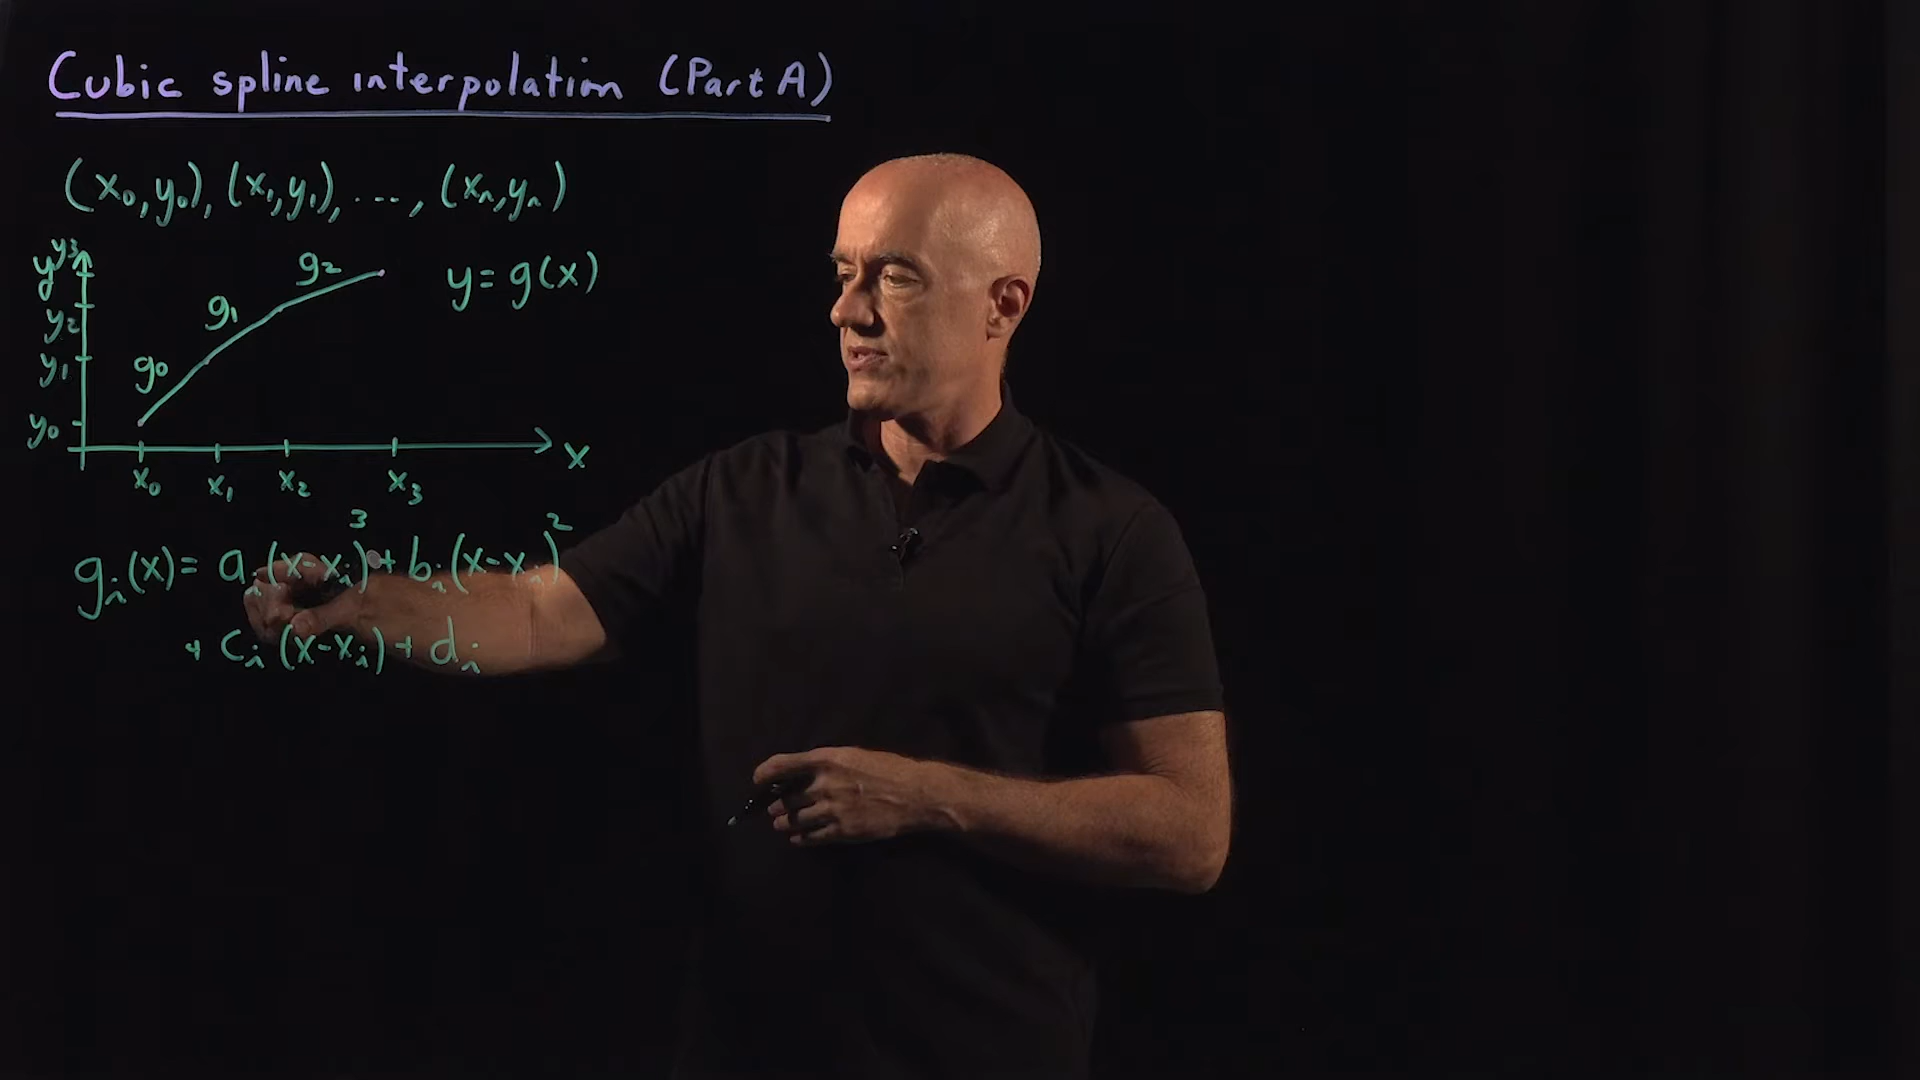 Cubic spline interpolation (Part A)
(x₀,y₀), (x₁,y₁), ...., (xₙ,yₙ)
y y₃ g₂ y = g(x)
y₂ g₁
y₁ g₀
y₀
x
x₀ x₁ x₂ x₃
gᵢ(x) = aᵢ(x-xᵢ)³ + bᵢ(x-xᵢ)²
+ cᵢ(x-xᵢ) + dᵢ